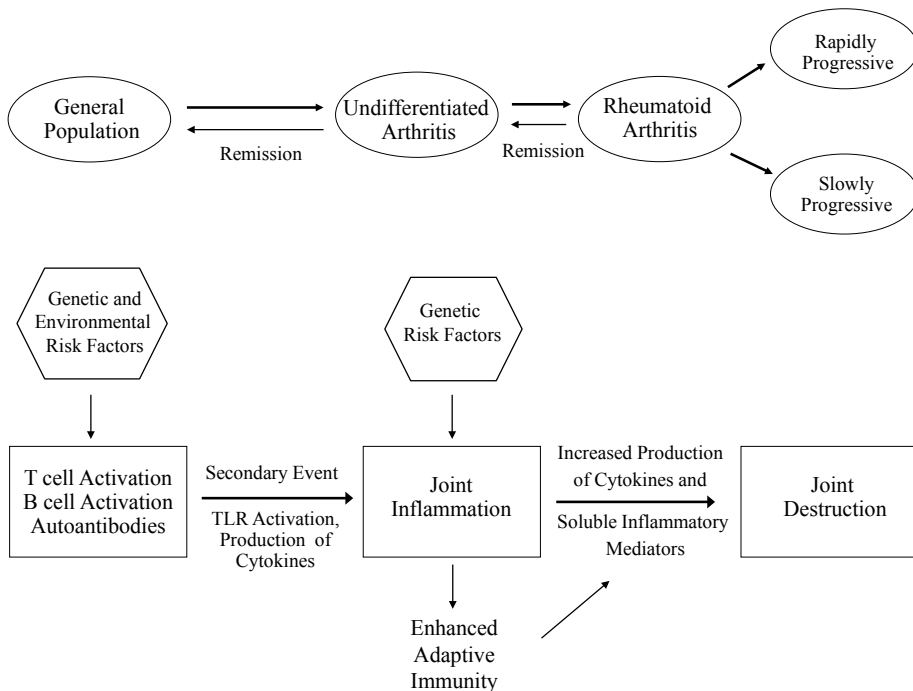 Rapidly
Progressive
General
Population
Undifferentiated
Arthritis
Rheumatoid
Arthritis
Remission
Remission
Slowly
Progressive
Genetic and
Environmental
Risk Factors
Genetic
Risk Factors
T cell Activation
B cell Activation
Autoantibodies
Secondary Event
TLR Activation,
Production of
Cytokines
Joint
Inflammation
Increased Production
of Cytokines and
Soluble Inflammatory
Mediators
Joint
Destruction
Enhanced
Adaptive
Immunity